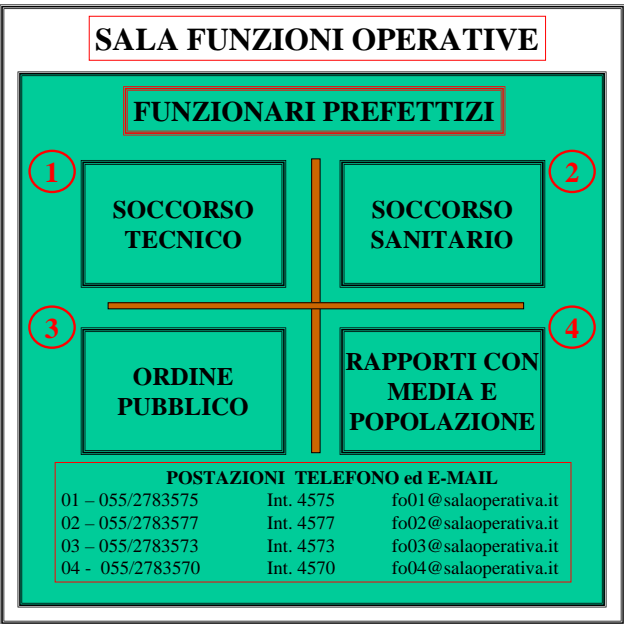 SALA FUNZIONI OPERATIVE
FUNZIONARI PREFETTIZI
1
SOCCORSO
TECNICO
2
SOCCORSO
SANITARIO
3
ORDINE
PUBBLICO
4
RAPPORTI CON
MEDIA E
POPOLAZIONE
POSTAZIONI TELEFONO ed E-MAIL
01 – 055/2783575 Int. 4575 fo01@salaoperativa.it
02 – 055/2783577 Int. 4577 fo02@salaoperativa.it
03 – 055/2783573 Int. 4573 fo03@salaoperativa.it
04 - 055/2783570 Int. 4570 fo04@salaoperativa.it